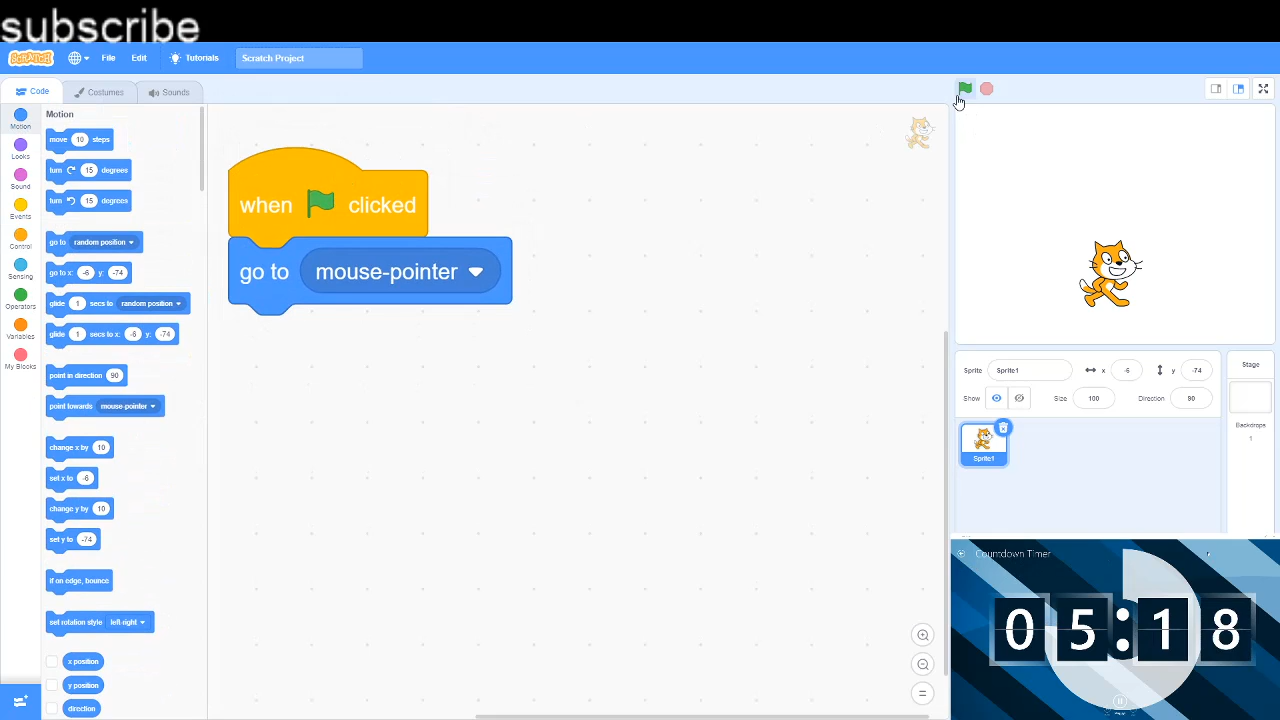 subscribe
SCRATCH File Edit Tutorials Scratch Project
Code Costumes Sounds
Motion
Looks
Sound
Events
Control
Sensing
Operators
Variables
My Blocks
Motion
move 10 steps
turn 15 degrees
turn 15 degrees
go to random position
go to x: -6 y: -74
glide 1 secs to random position
glide 1 secs to x: -6 y: -74
point in direction 90
point towards mouse-pointer
change x by 10
set x to -6
change y by 10
set y to -74
if on edge, bounce
set rotation style left-right
x position
y position
direction
when clicked
go to mouse-pointer
Sprite Sprite1 x -6 y -74
Show Size 100 Direction 90
Sprite1
Stage
Backdrops
1
Countdown Timer
05:18